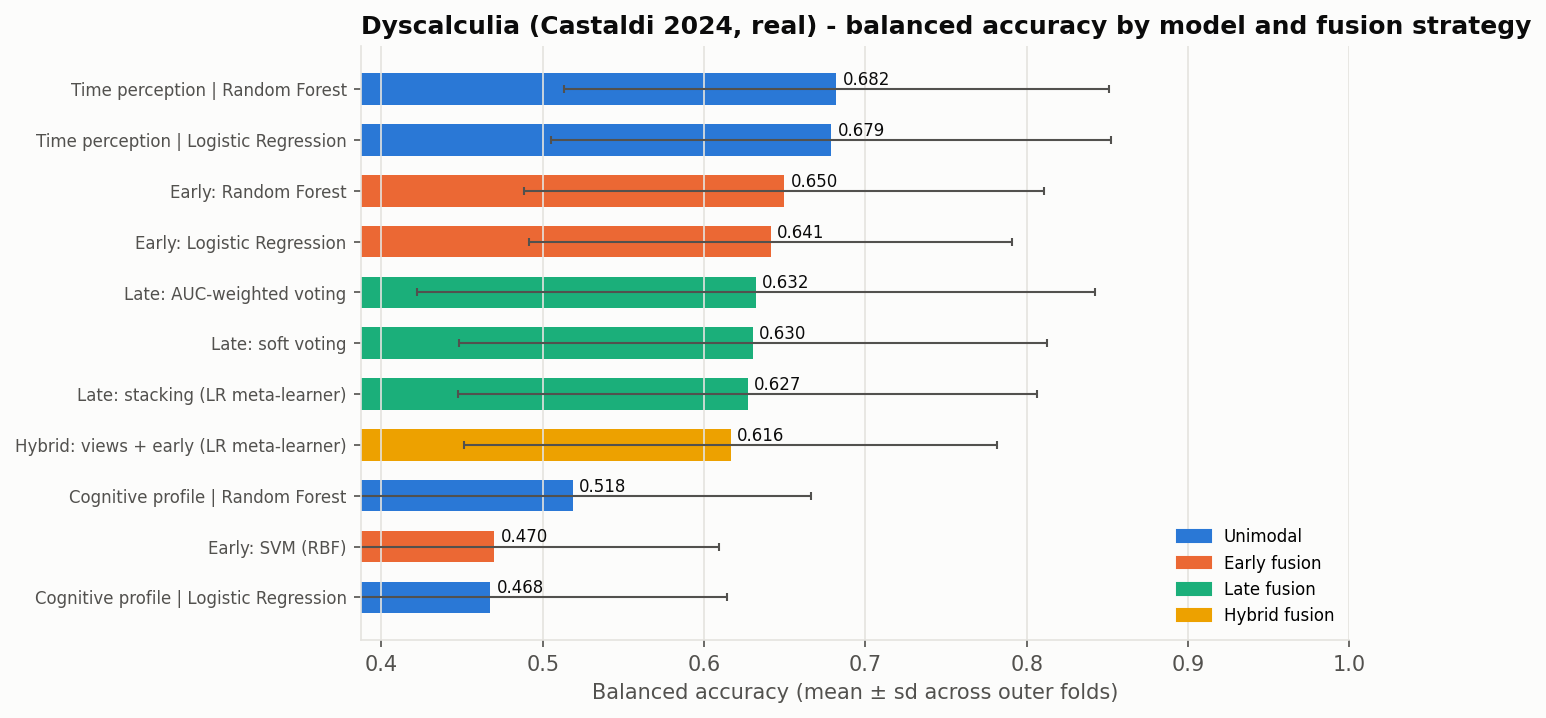 Dyscalculia (Castaldi 2024, real) - balanced accuracy by model and fusion strategy
Time perception | Random Forest
0.682
Time perception | Logistic Regression
0.679
Early: Random Forest
0.650
Early: Logistic Regression
0.641
Late: AUC-weighted voting
0.632
Late: soft voting
0.630
Late: stacking (LR meta-learner)
0.627
Hybrid: views + early (LR meta-learner)
0.616
Cognitive profile | Random Forest
0.518
Early: SVM (RBF)
0.470
Cognitive profile | Logistic Regression
0.468
Unimodal
Early fusion
Late fusion
Hybrid fusion
0.4 0.5 0.6 0.7 0.8 0.9 1.0
Balanced accuracy (mean ± sd across outer folds)